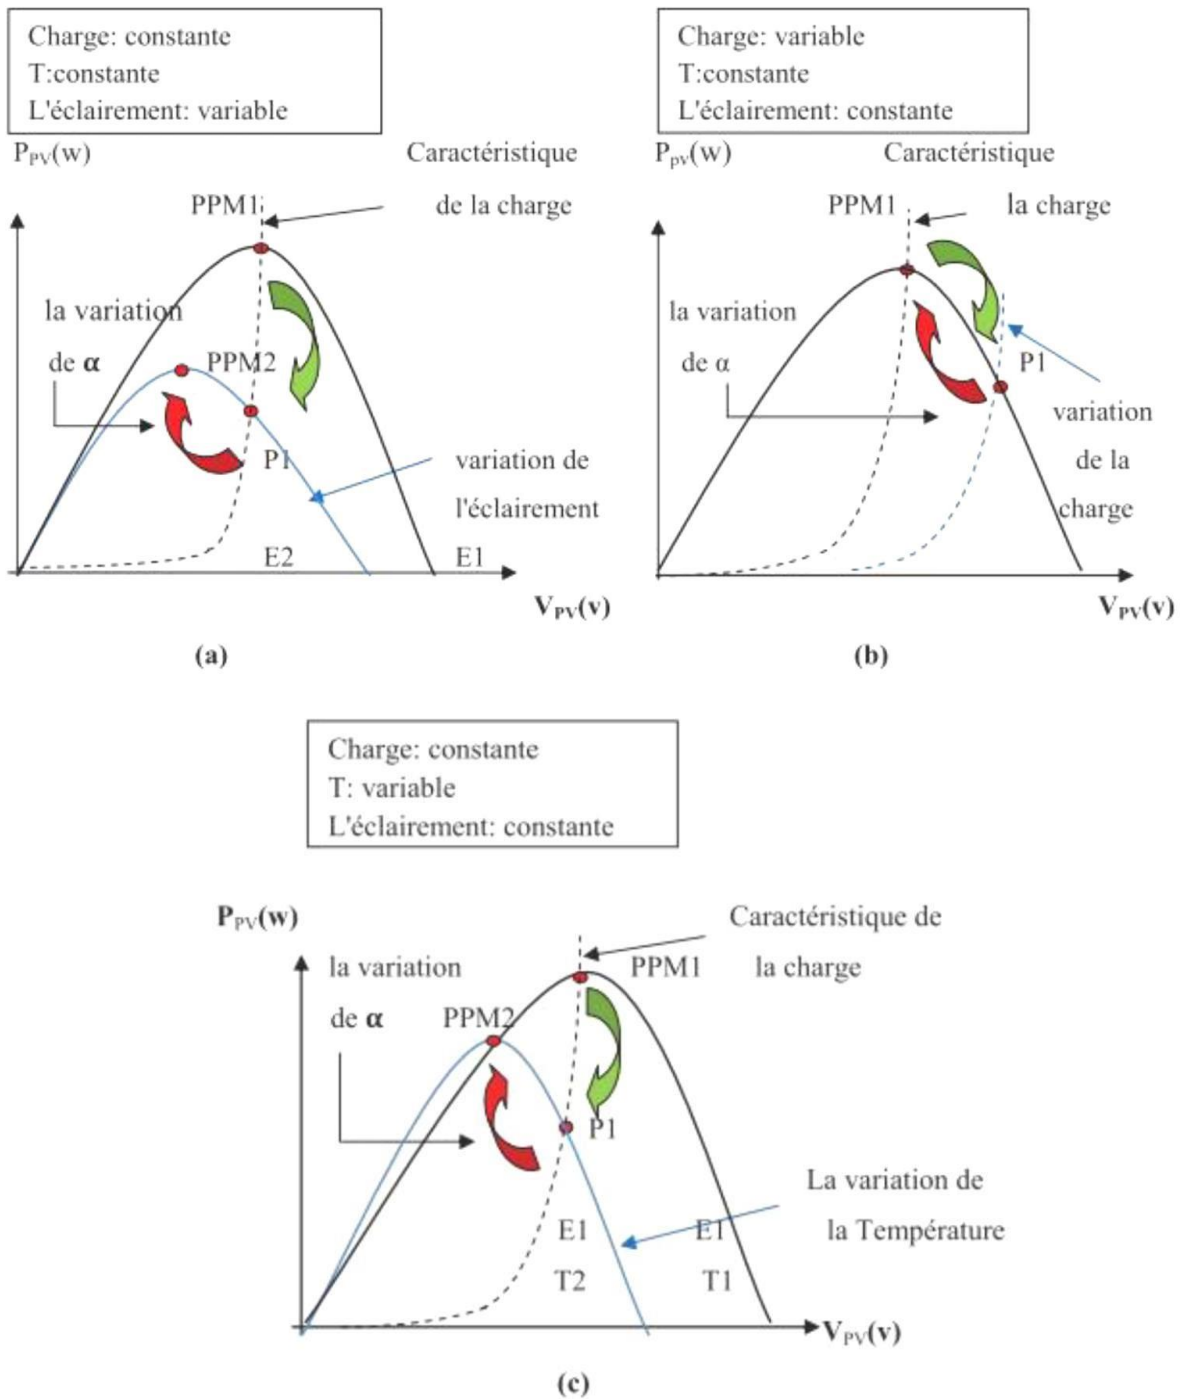 Charge: constante
T:constante
L'éclairement: variable
P_PV(w)
Caractéristique
de la charge
PPM1
la variation
de α
PPM2
P1
variation de
l'éclairement
E2
E1
V_PV(v)
(a)
Charge: variable
T:constante
L'éclairement: constante
P_pv(w)
Caractéristique
la charge
PPM1
la variation
de α
P1
variation
de la
charge
V_PV(v)
(b)
Charge: constante
T: variable
L'éclairement: constante
P_PV(w)
Caractéristique de
la charge
la variation
de α
PPM1
PPM2
P1
La variation de
la Température
E1
T2
E1
T1
V_PV(v)
(c)